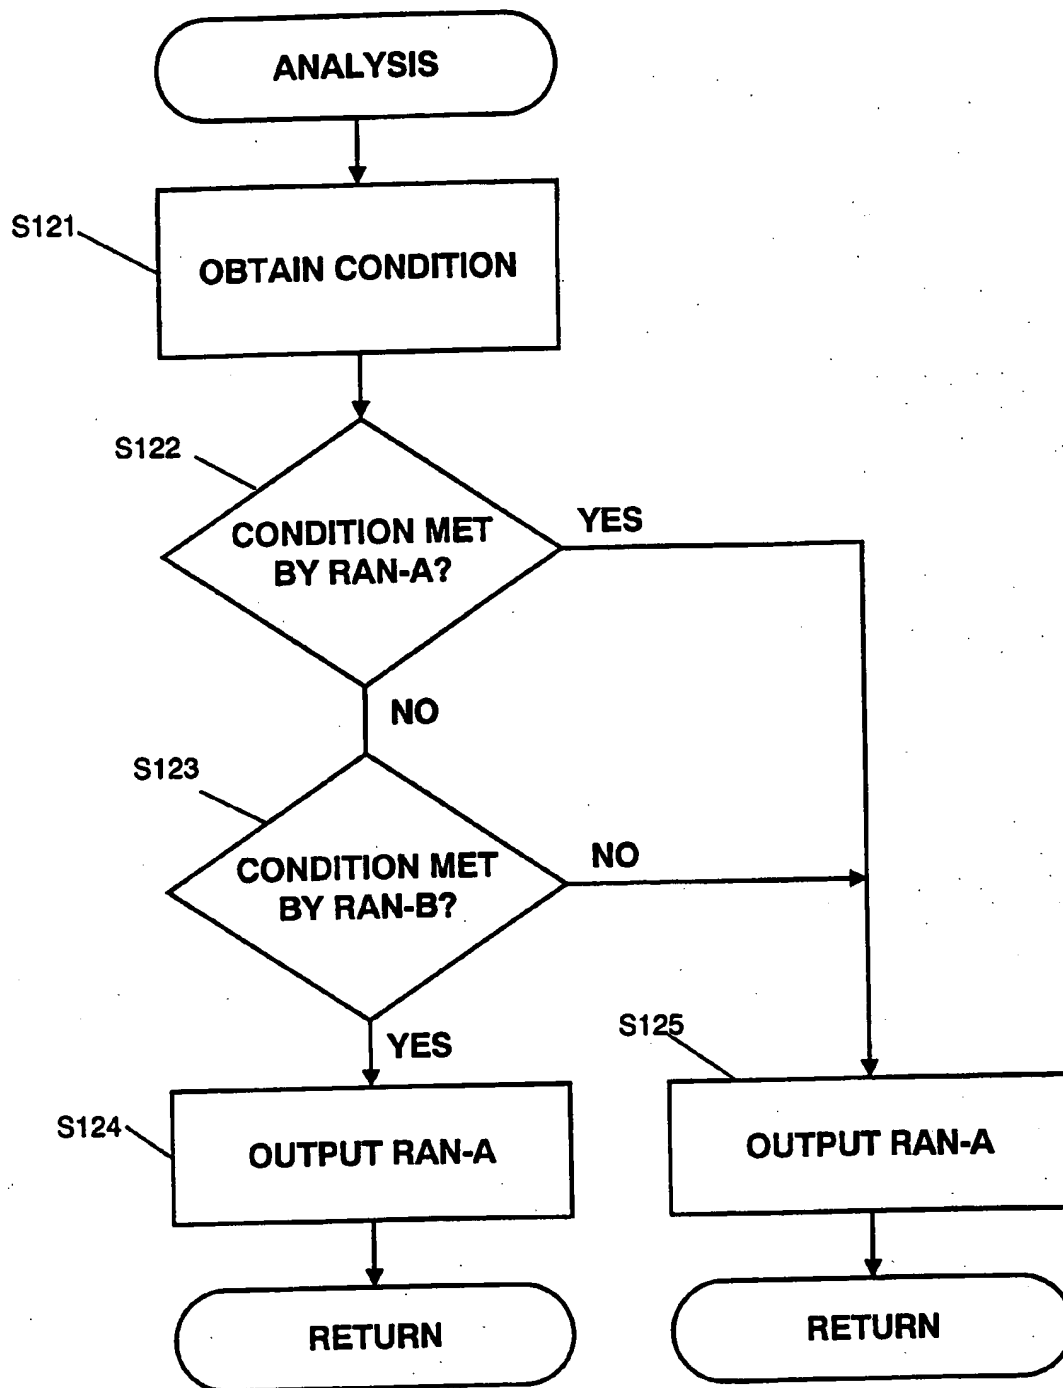 ANALYSIS
S121
OBTAIN CONDITION
S122
CONDITION MET
BY RAN-A?
YES
NO
S123
CONDITION MET
BY RAN-B?
NO
YES
S124
OUTPUT RAN-A
S125
OUTPUT RAN-A
RETURN
RETURN